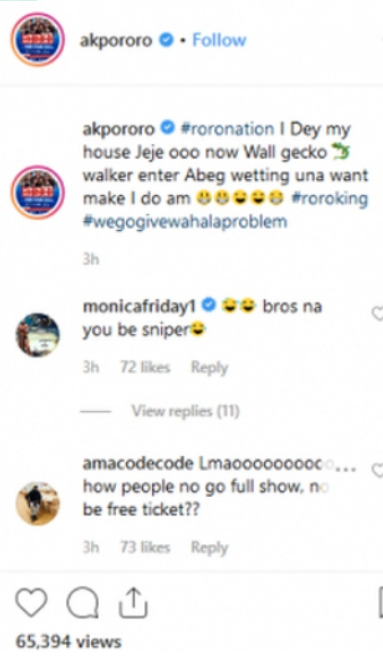 akpororo • Follow
akpororo #roronation I Dey my
house Jeje ooo now Wall gecko 🦎
walker enter Abeg wetting una want
make I do am 😀😀😄😄😀 #roroking
#wegogivewahalaproblem
3h
monicafriday1 😂😂 bros na
you be sniper😂
3h 72 likes Reply
View replies (11)
amacodecode Lmaoooooooooo...
how people no go full show, no
be free ticket??
3h 73 likes Reply
65,394 views